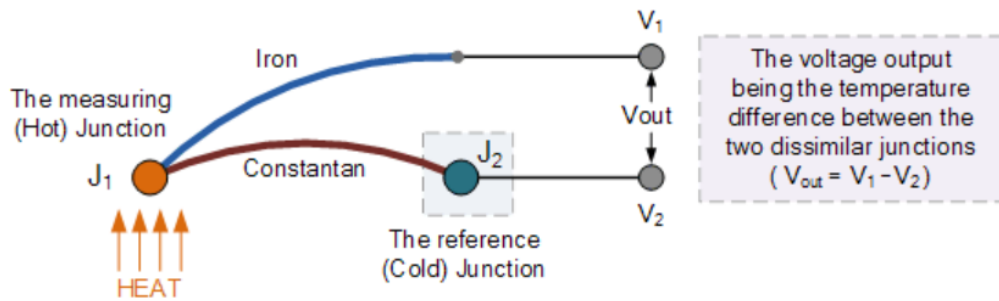 V1
Iron
The measuring
(Hot) Junction
J1
Constantan
J2
Vout
V2
The reference
(Cold) Junction
HEAT
The voltage output
being the temperature
difference between the
two dissimilar junctions
( Vout = V1 – V2)